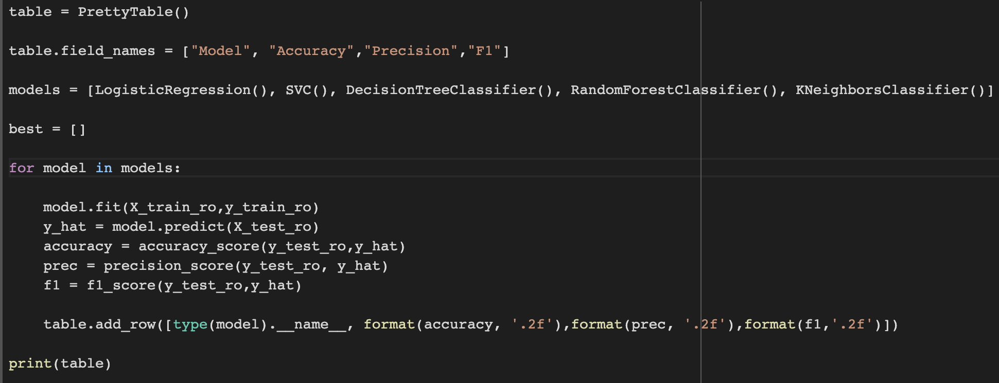 table = PrettyTable()
table.field_names = ["Model", "Accuracy","Precision","F1"]
models = [LogisticRegression(), SVC(), DecisionTreeClassifier(), RandomForestClassifier(), KNeighborsClassifier()]
best = []
for model in models:
    model.fit(X_train_ro,y_train_ro)
    y_hat = model.predict(X_test_ro)
    accuracy = accuracy_score(y_test_ro,y_hat)
    prec = precision_score(y_test_ro, y_hat)
    f1 = f1_score(y_test_ro,y_hat)
    table.add_row([type(model).__name__, format(accuracy, '.2f'),format(prec, '.2f'),format(f1,'.2f')])
print(table)